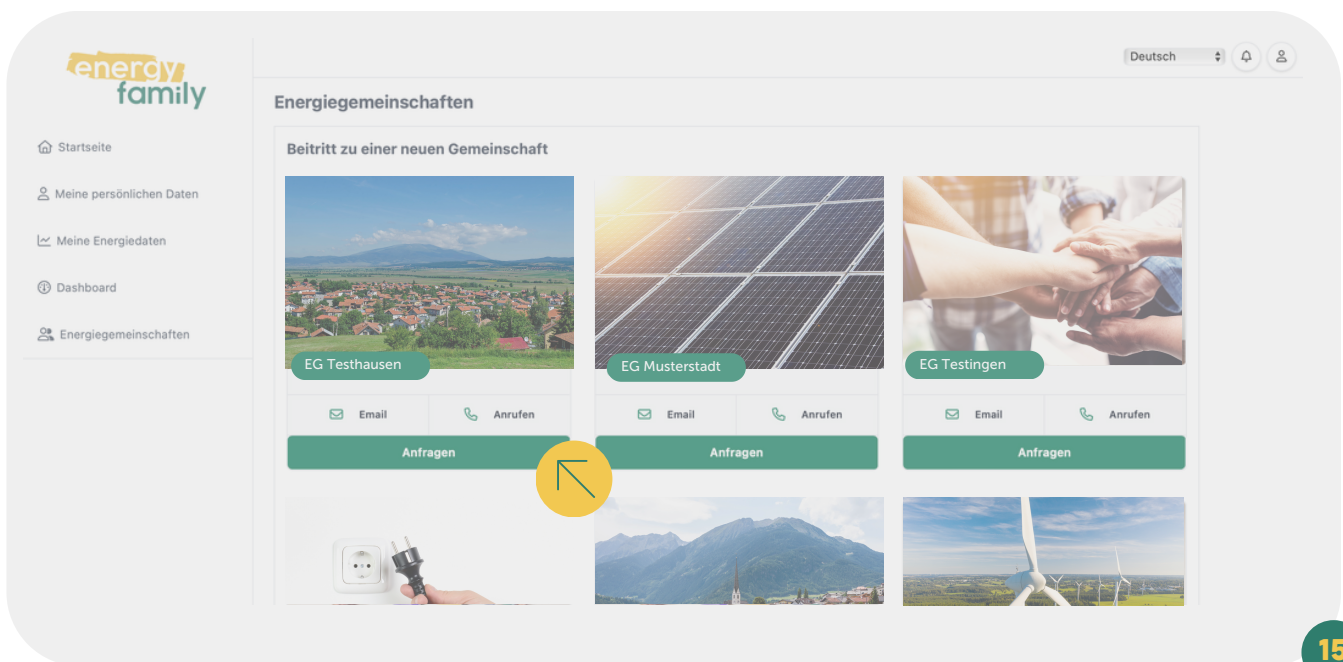 energy
family
Deutsch
Energiegemeinschaften
Startseite
Meine persönlichen Daten
Meine Energiedaten
Dashboard
Energiegemeinschaften
Beitritt zu einer neuen Gemeinschaft
EG Testhausen
EG Musterstadt
EG Testingen
Email Anrufen
Email Anrufen
Email Anrufen
Anfragen
Anfragen
Anfragen
15